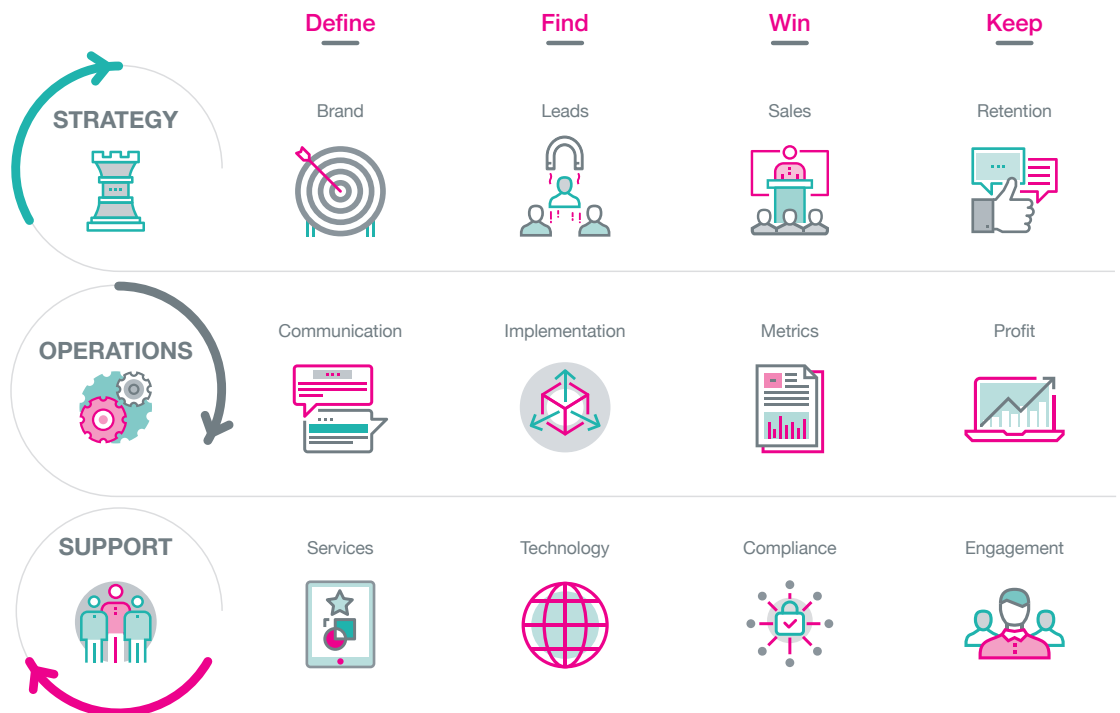 Define Find Win Keep
STRATEGY
Brand Leads Sales Retention
OPERATIONS
Communication Implementation Metrics Profit
SUPPORT
Services Technology Compliance Engagement